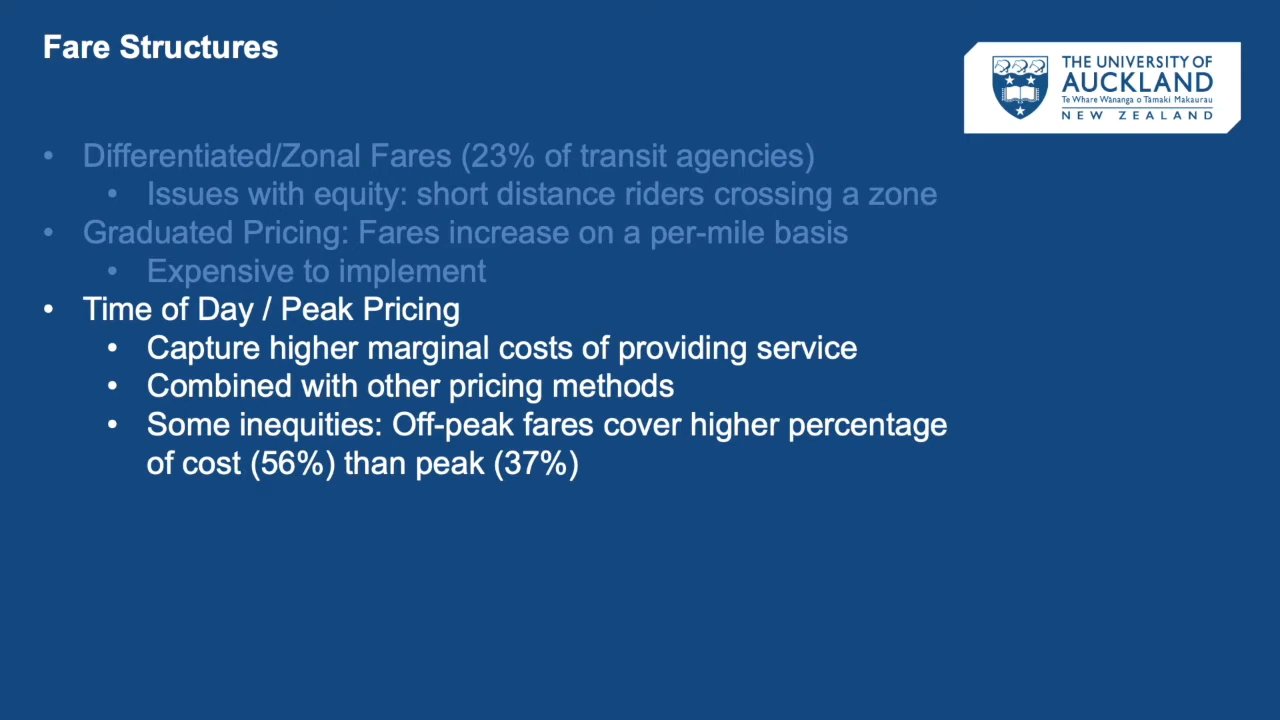 Fare Structures
THE UNIVERSITY OF
AUCKLAND
Te Whare Wānanga o Tāmaki Makaurau
NEW ZEALAND
• Differentiated/Zonal Fares (23% of transit agencies)
• Issues with equity: short distance riders crossing a zone
• Graduated Pricing: Fares increase on a per-mile basis
• Expensive to implement
• Time of Day / Peak Pricing
• Capture higher marginal costs of providing service
• Combined with other pricing methods
• Some inequities: Off-peak fares cover higher percentage
of cost (56%) than peak (37%)